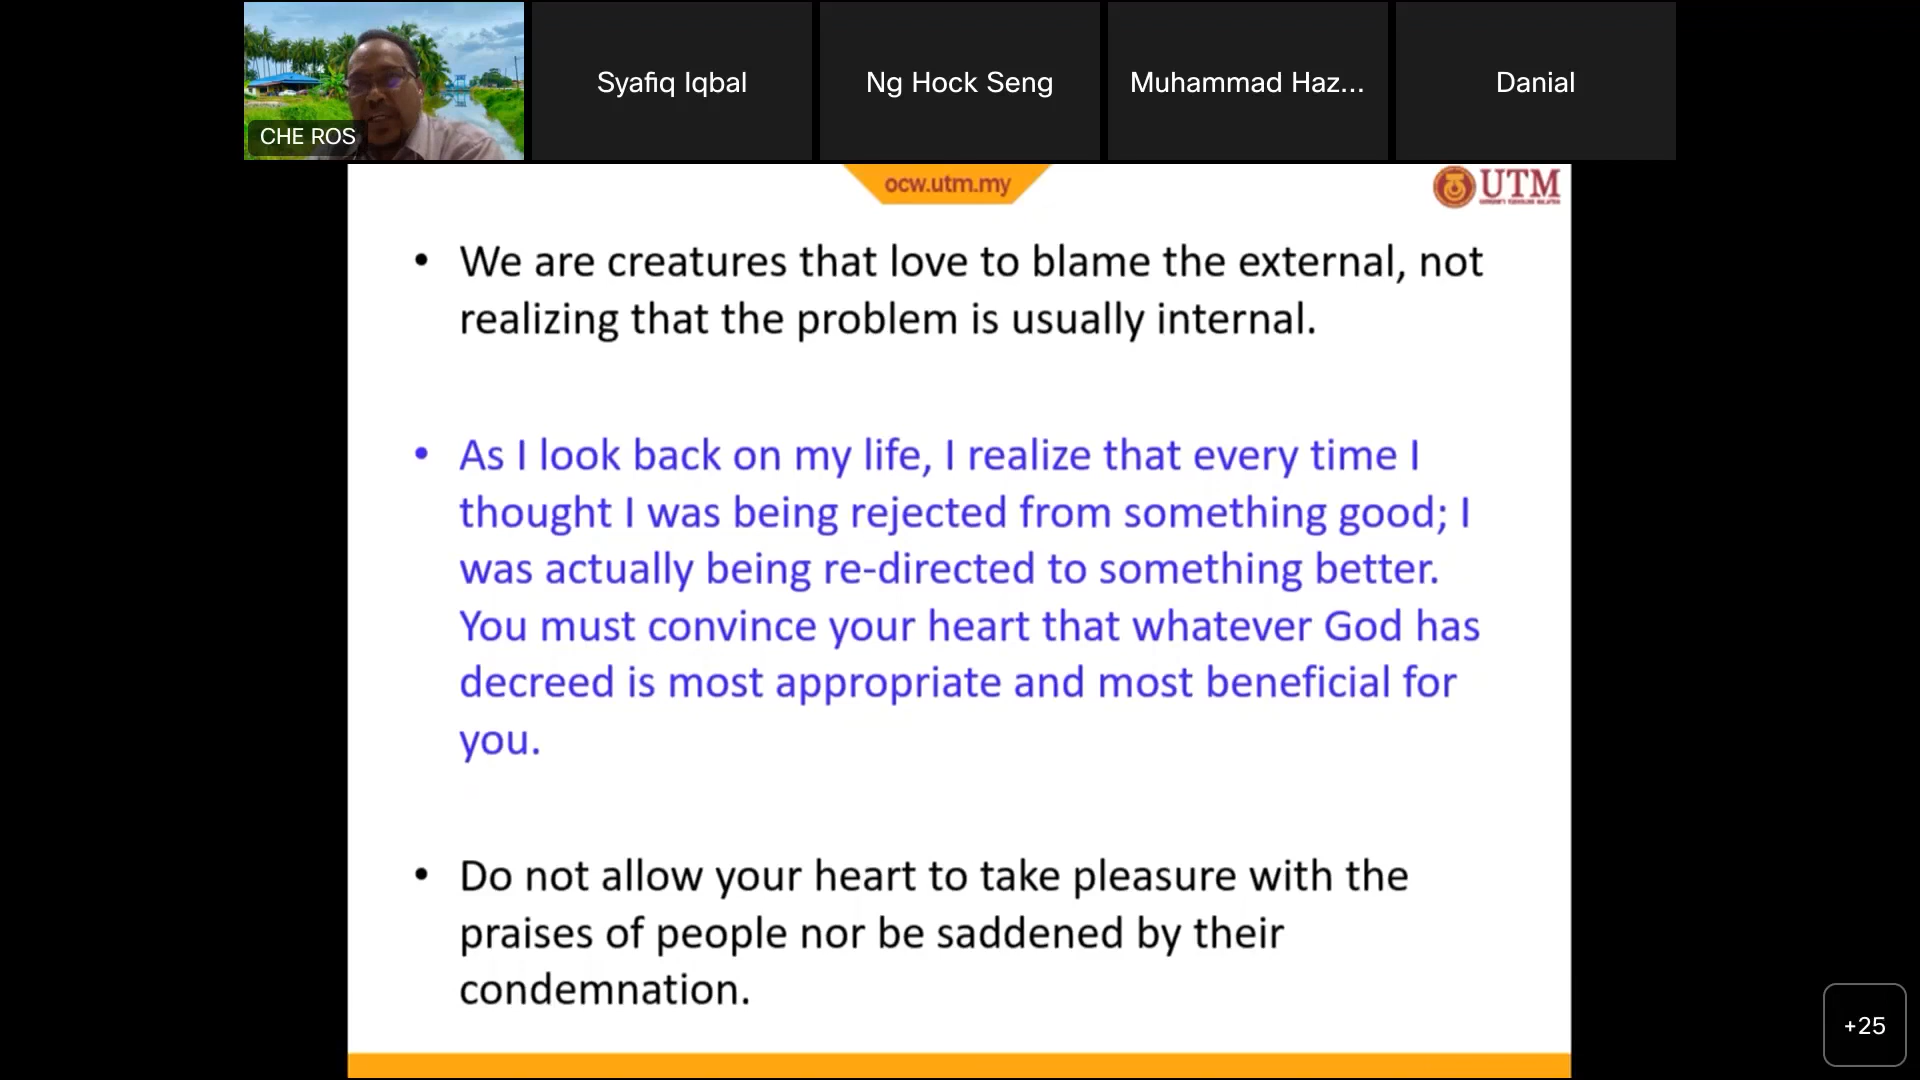 CHE ROS
Syafiq Iqbal
Ng Hock Seng
Muhammad Haz...
Danial
ocw.utm.my
UTM
• We are creatures that love to blame the external, not
realizing that the problem is usually internal.
• As I look back on my life, I realize that every time I
thought I was being rejected from something good; I
was actually being re-directed to something better.
You must convince your heart that whatever God has
decreed is most appropriate and most beneficial for
you.
• Do not allow your heart to take pleasure with the
praises of people nor be saddened by their
condemnation.
+25